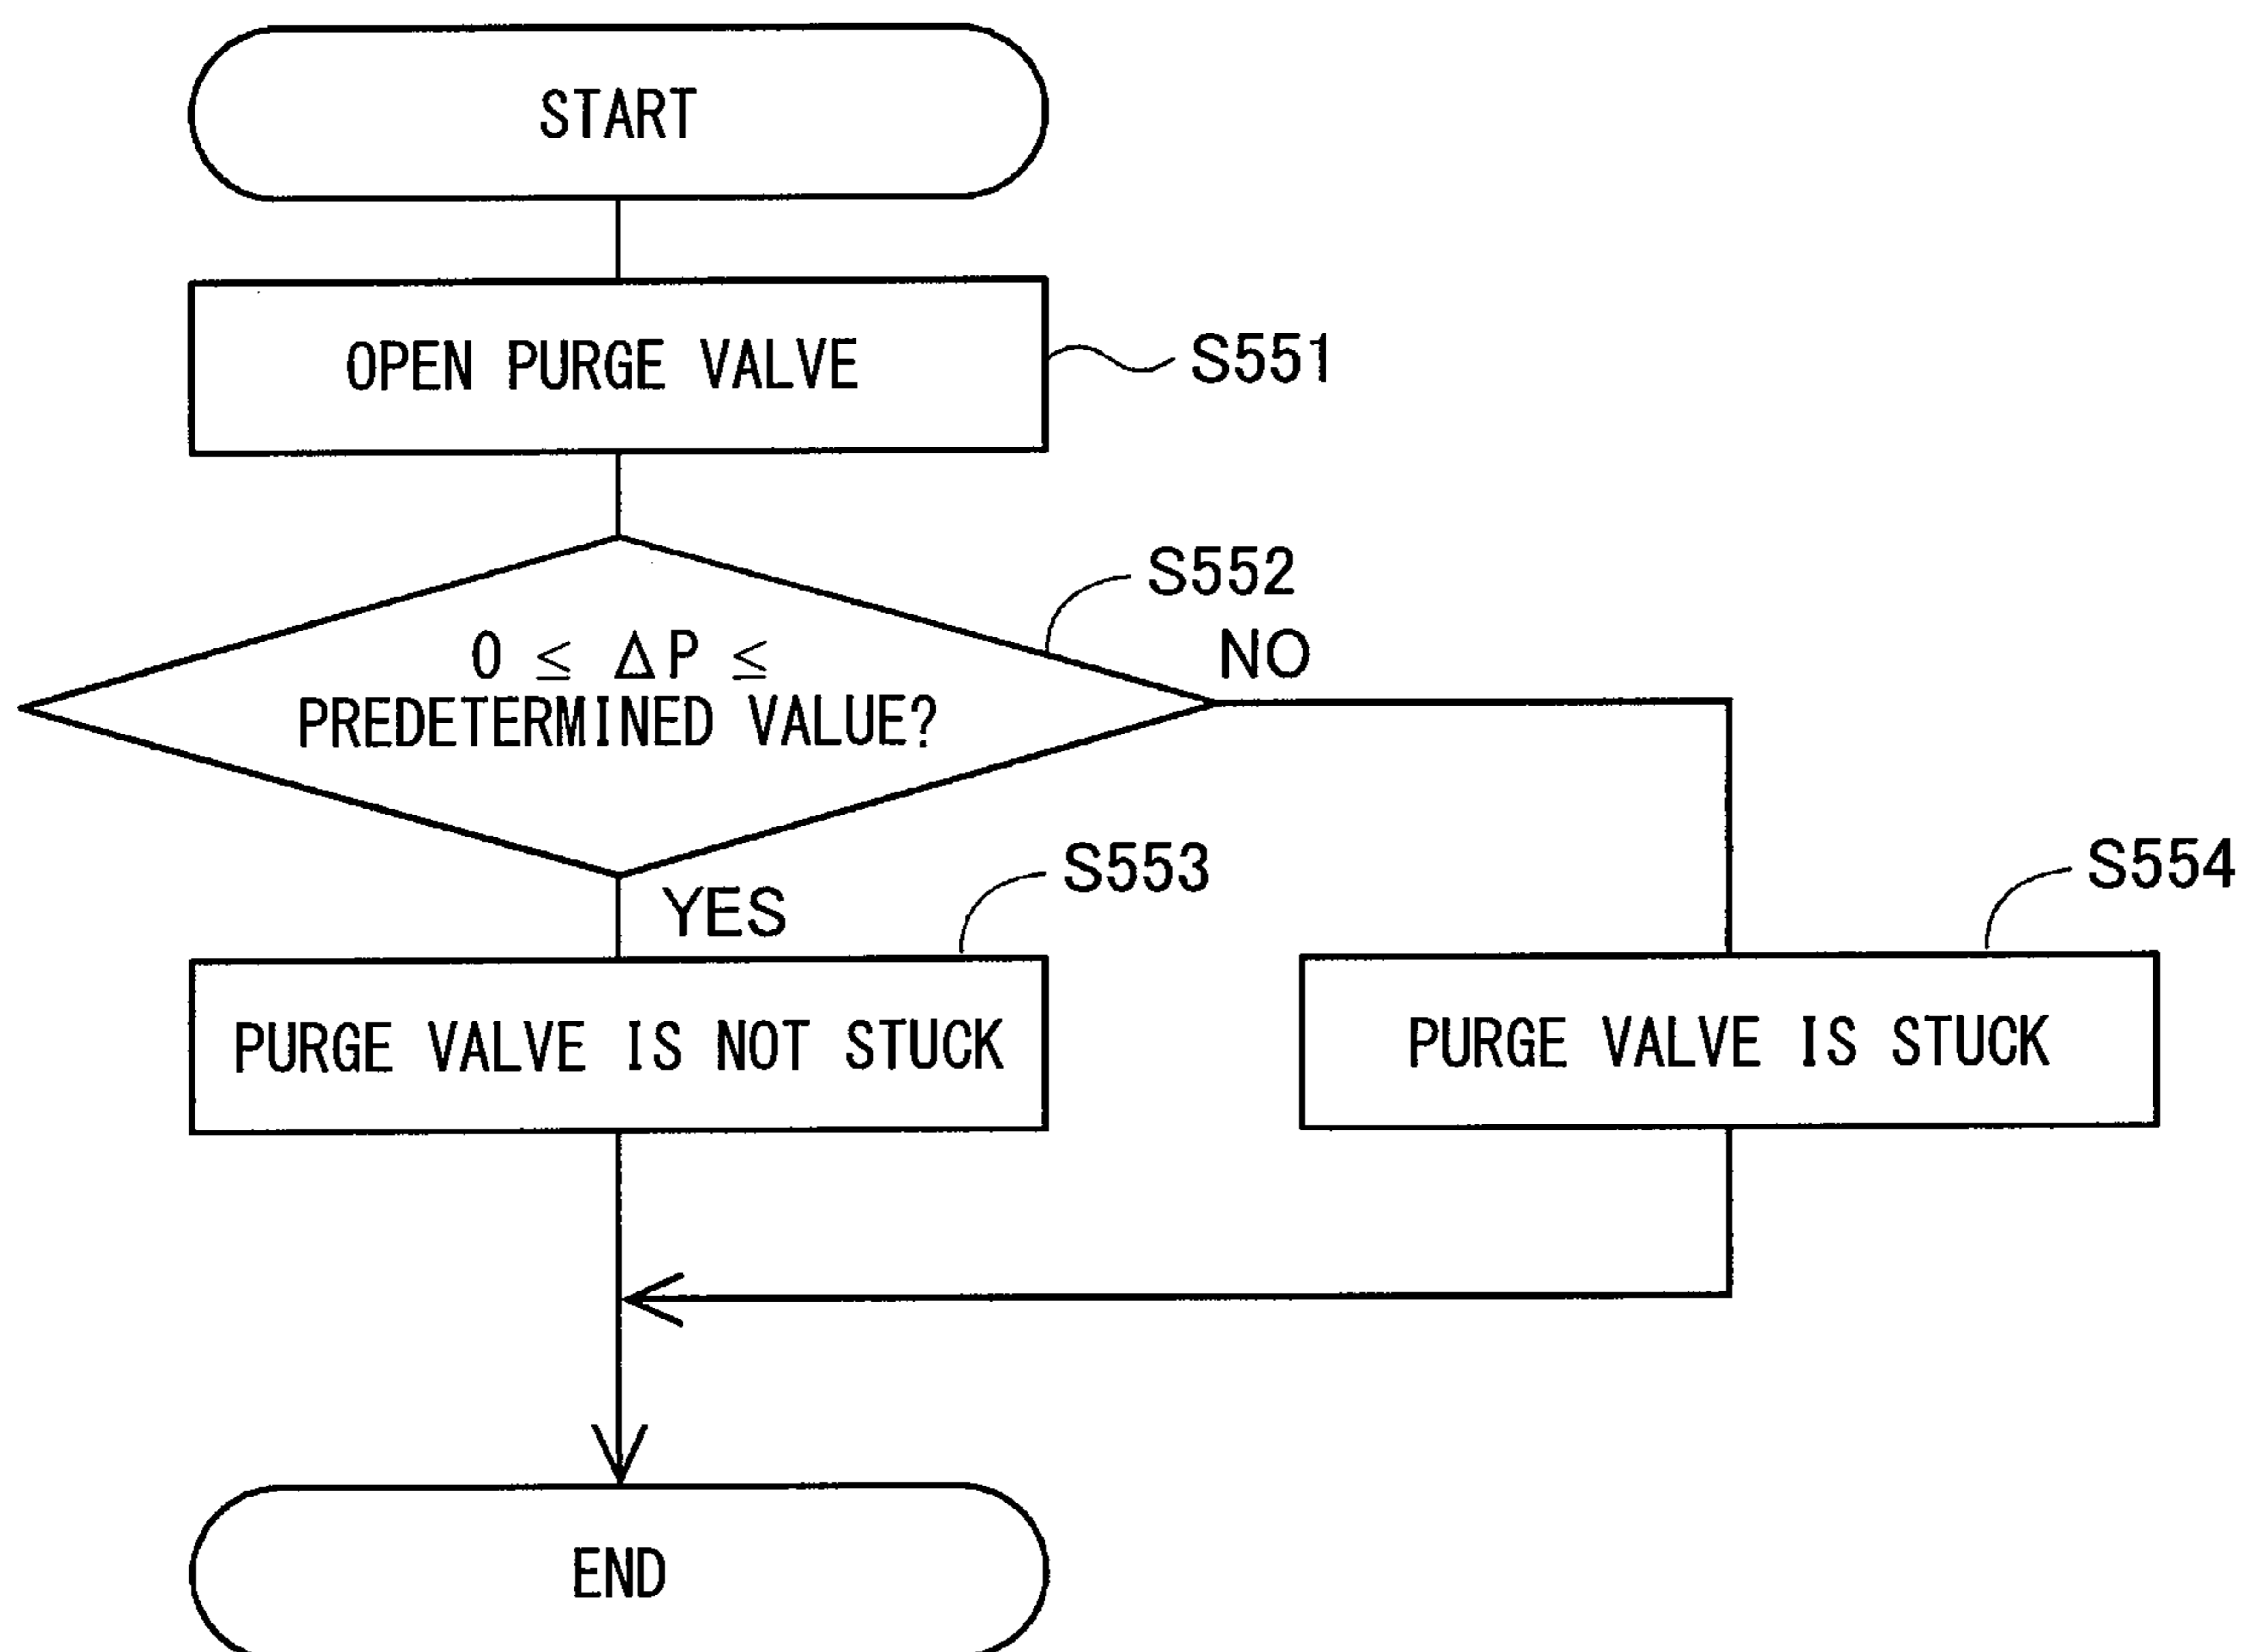 START
OPEN PURGE VALVE
S551
S552
0 ≤ ΔP ≤
PREDETERMINED VALUE?
NO
YES
S553
S554
PURGE VALVE IS NOT STUCK
PURGE VALVE IS STUCK
END